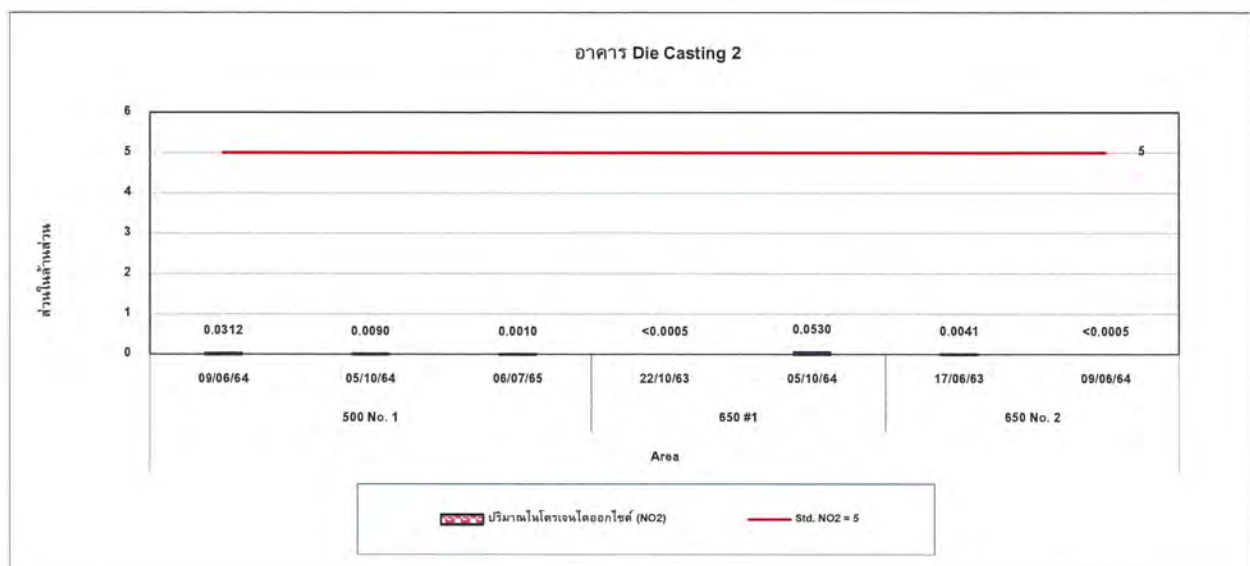 อาคาร Die Casting 2
ส่วนในล้านส่วน
6
5
5
4
3
2
1
0
0.0312 0.0090 0.0010 <0.0005 0.0530 0.0041 <0.0005
09/06/64 05/10/64 06/07/65 22/10/63 05/10/64 17/06/63 09/06/64
500 No. 1 650 #1 650 No. 2
Area
ปริมาณไนโตรเจนไดออกไซด์ (NO2) Std. NO2 = 5